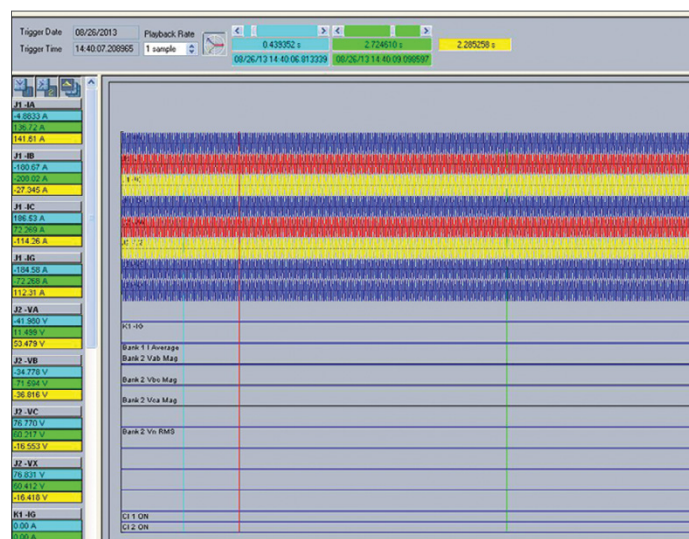 Trigger Date 08/26/2013
Trigger Time 14:40:07.208965
Playback Rate
1 sample
0.439352 s
2.724610 s
2.285258 s
08/26/13 14:40:06.813339
08/26/13 14:40:09.098597
J1 -IA
-4.8833 A
136.72 A
141.61 A
J1 -IB
-100.67 A
-200.02 A
-27.345 A
J1 -IC
186.53 A
72.269 A
-114.26 A
J1 -IG
-184.58 A
-72.268 A
112.31 A
J2 -VA
-41.980 V
11.499 V
53.479 V
J2 -VB
-34.778 V
-71.594 V
-36.816 V
J2 -VC
76.770 V
60.217 V
-16.553 V
J2 -VX
76.831 V
60.412 V
-16.418 V
K1 -IG
0.00 A
0.00 A
K1 -IG
Bank 1 I Average
Bank 2 Vab Mag
Bank 2 Vbc Mag
Bank 2 Vca Mag
Bank 2 Vn RMS
CI 1 ON
CI 2 ON